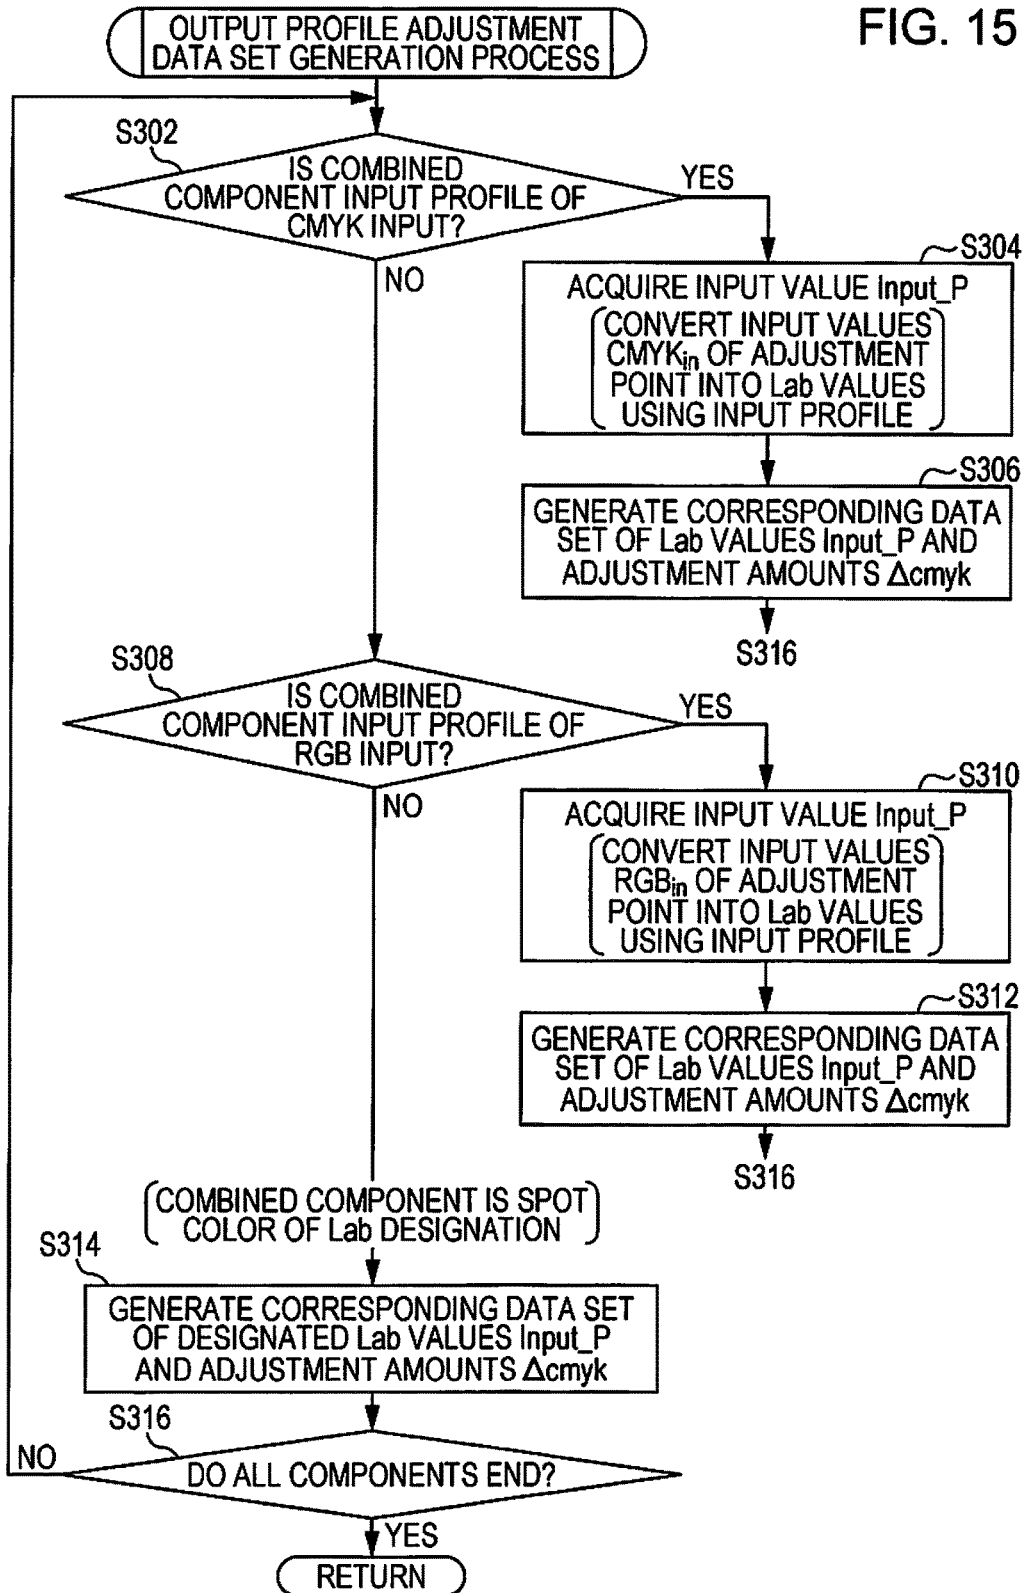 FIG. 15
OUTPUT PROFILE ADJUSTMENT
DATA SET GENERATION PROCESS
S302
IS COMBINED
COMPONENT INPUT PROFILE OF
CMYK INPUT?
YES
NO
S304
ACQUIRE INPUT VALUE Input_P
CONVERT INPUT VALUES
CMYKin OF ADJUSTMENT
POINT INTO Lab VALUES
USING INPUT PROFILE
S306
GENERATE CORRESPONDING DATA
SET OF Lab VALUES Input_P AND
ADJUSTMENT AMOUNTS Δcmyk
S316
S308
IS COMBINED
COMPONENT INPUT PROFILE OF
RGB INPUT?
YES
NO
S310
ACQUIRE INPUT VALUE Input_P
CONVERT INPUT VALUES
RGBin OF ADJUSTMENT
POINT INTO Lab VALUES
USING INPUT PROFILE
S312
GENERATE CORRESPONDING DATA
SET OF Lab VALUES Input_P AND
ADJUSTMENT AMOUNTS Δcmyk
S316
COMBINED COMPONENT IS SPOT
COLOR OF Lab DESIGNATION
S314
GENERATE CORRESPONDING DATA SET
OF DESIGNATED Lab VALUES Input_P
AND ADJUSTMENT AMOUNTS Δcmyk
S316
DO ALL COMPONENTS END?
NO
YES
RETURN